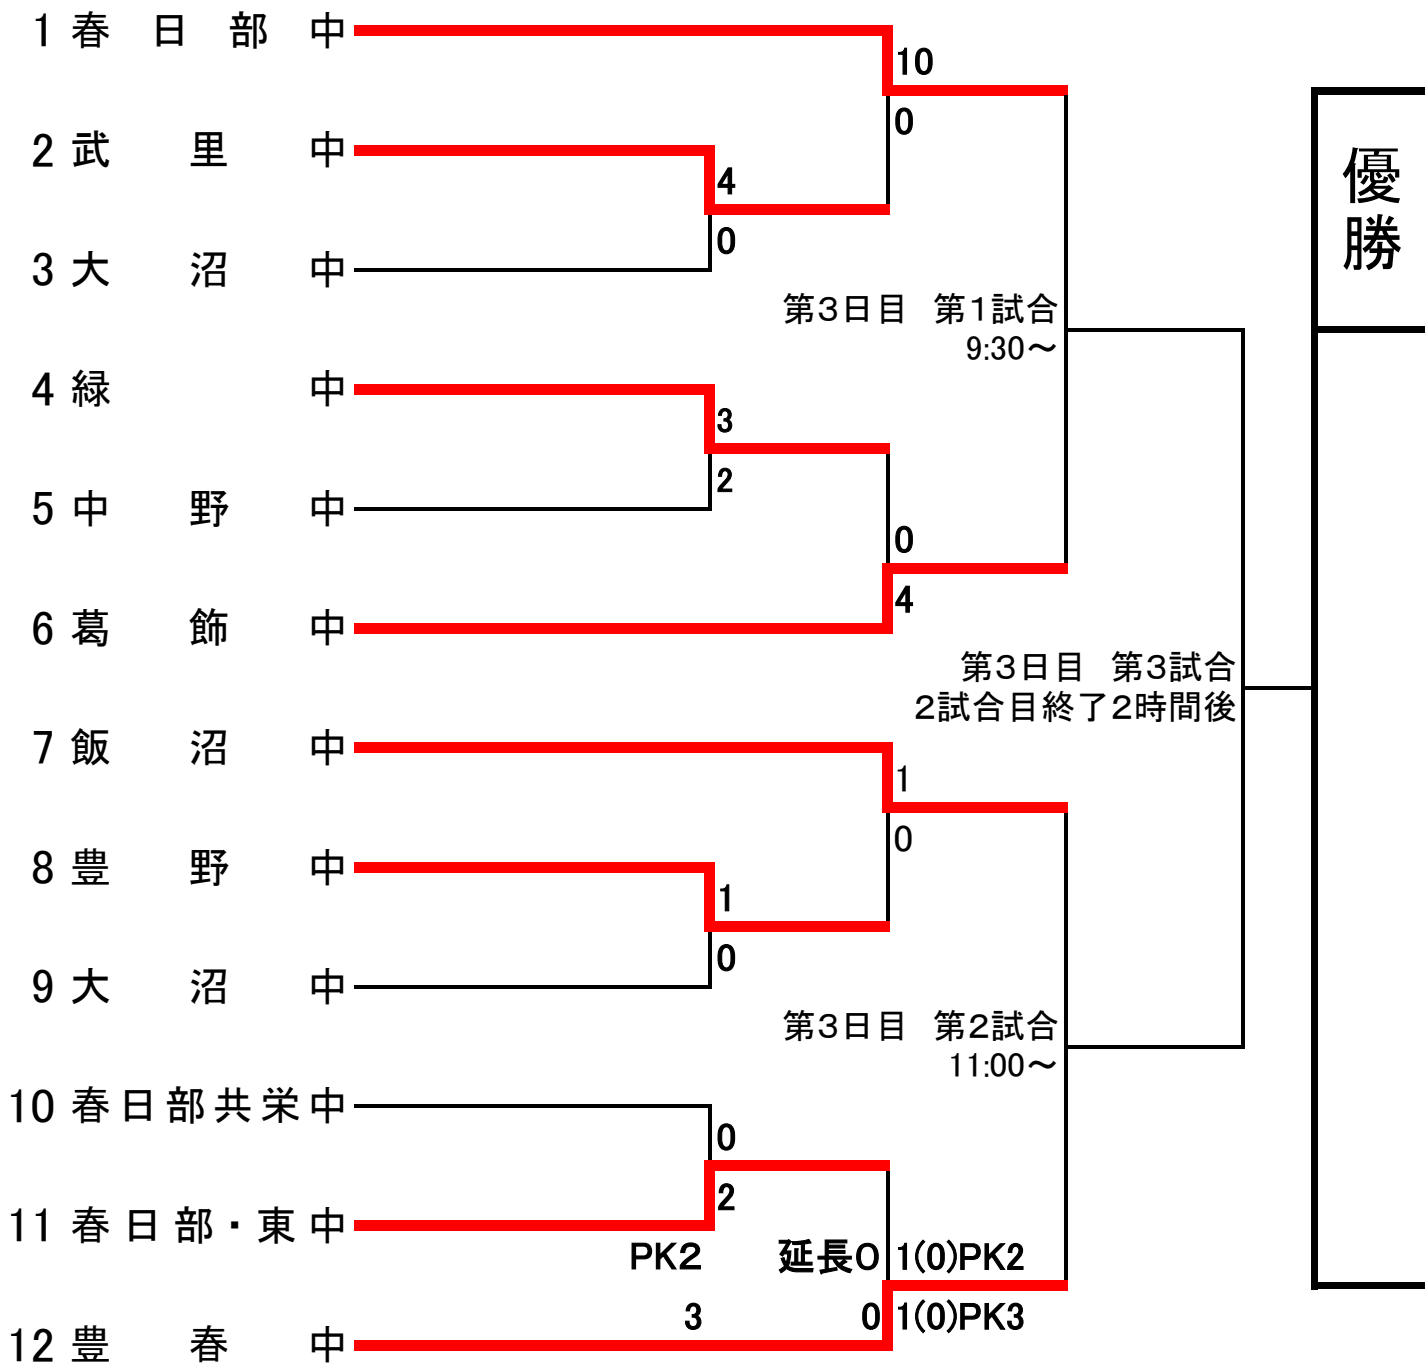 1 春日部中
10
0
2 武里中
4
0
3 大沼中
優勝
第3日目 第1試合
9:30～
4 緑中
3
2
5 中野中
0
4
6 葛飾中
第3日目 第3試合
2試合目終了2時間後
7 飯沼中
1
0
8 豊野中
1
0
9 大沼中
第3日目 第2試合
11:00～
10 春日部共栄中
0
2
11 春日部・東中
PK2 延長0 1(0)PK2
3 0 1(0)PK3
12 豊春中